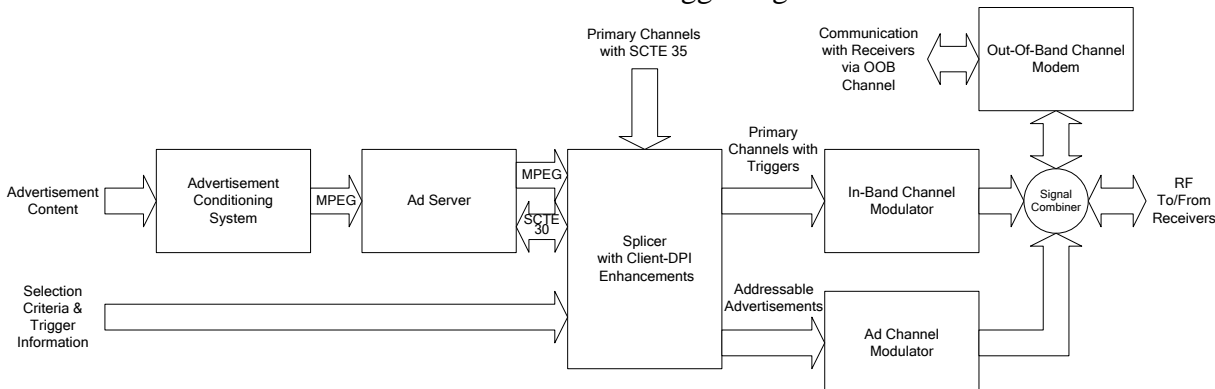 Primary Channels
with SCTE 35
Communication
with Receivers
via OOB
Channel
Out-Of-Band Channel
Modem
Advertisement
Content
Advertisement
Conditioning
System
MPEG
Ad Server
MPEG
SCTE
30
Splicer
with Client-DPI
Enhancements
Primary
Channels with
Triggers
In-Band Channel
Modulator
Signal
Combiner
RF
To/From
Receivers
Selection
Criteria &
Trigger
Information
Addressable
Advertisements
Ad Channel
Modulator